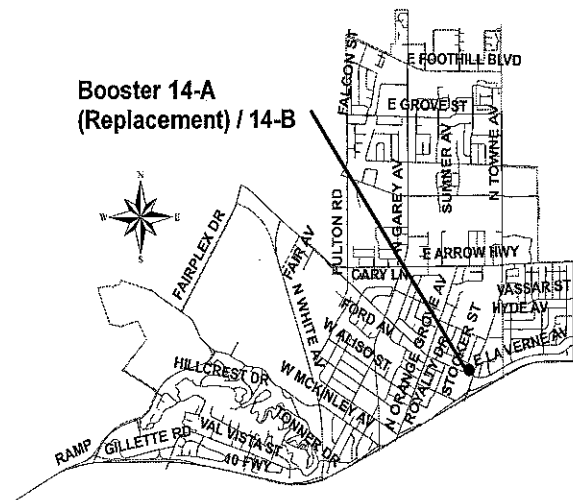 Booster 14-A
(Replacement) / 14-B
N
W
E
S
FALCON ST
E FOOTHILL BLVD
E GROVE ST
SUMNER AV
N TOWNE AV
N GAREY AV
FULTON RD
E ARROW HWY
FAIRPLEX DR
FAIR AV
CARY LN
N WHITE AV
FORD AV
W ALISO ST
N ORANGE GROVE AV
ROYALTY DR
STOCKER ST
VASSAR ST
HYDE AV
E LA VERNE AV
W MCKINLEY AV
HILLCREST DR
TONNER DR
VAL VISTA ST
GILLETTE RD
RAMP
10 FWY